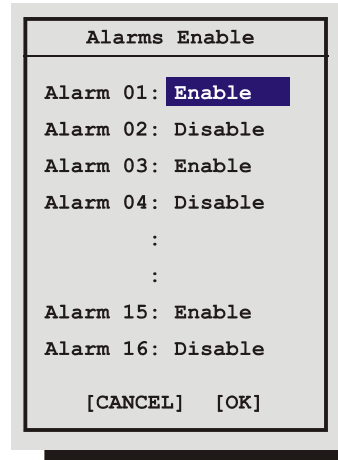 Alarms Enable
Alarm 01: Enable
Alarm 02: Disable
Alarm 03: Enable
Alarm 04: Disable
:
:
Alarm 15: Enable
Alarm 16: Disable
[CANCEL] [OK]